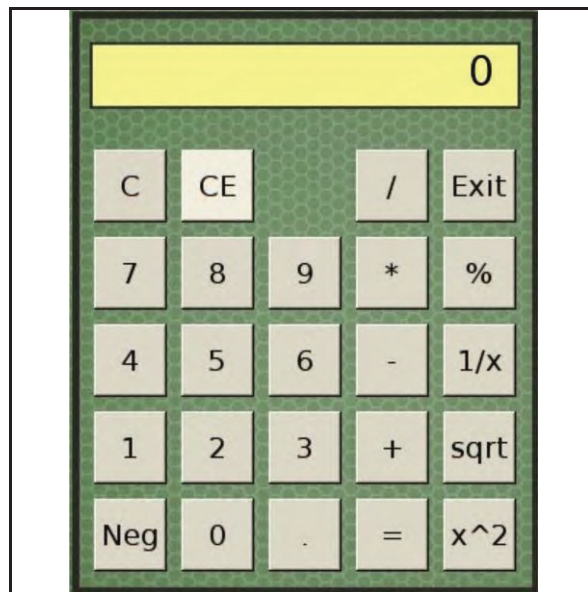 0
C CE / Exit
7 8 9 * %
4 5 6 - 1/x
1 2 3 + sqrt
Neg 0 . = x^2